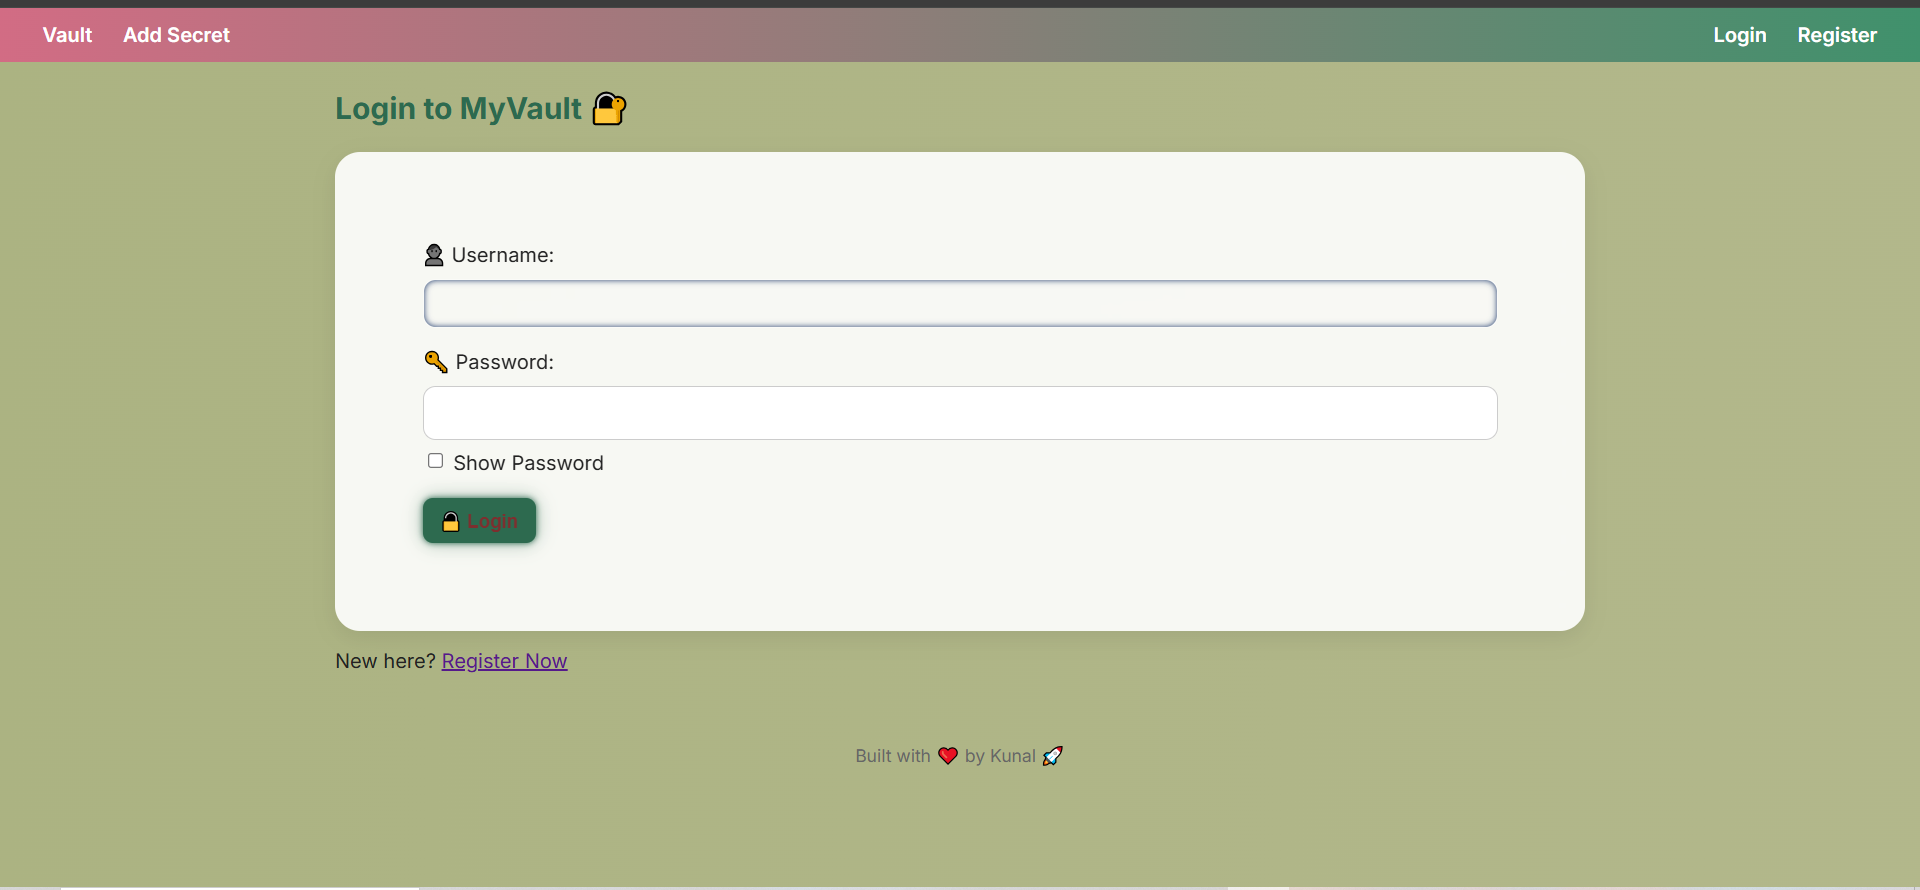 Vault Add Secret Login Register
Login to MyVault 🔐
👤 Username:
🔑 Password:
Show Password
🔒 Login
New here? Register Now
Built with ❤️ by Kunal 🚀